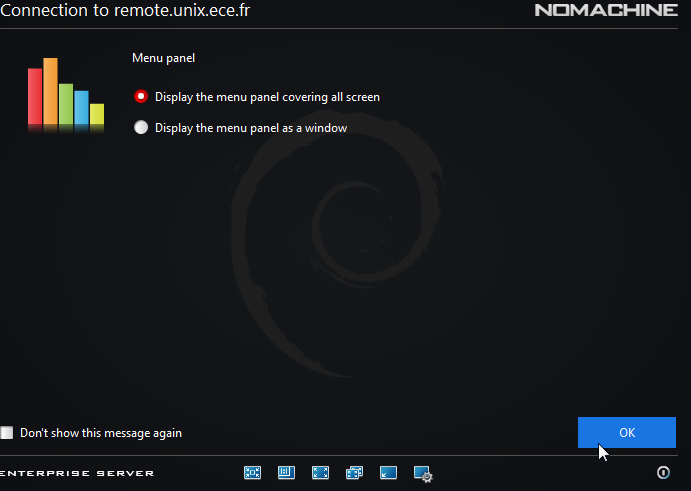 Connection to remote.unix.ece.fr
NOMACHINE
Menu panel
Display the menu panel covering all screen
Display the menu panel as a window
Don't show this message again
OK
ENTERPRISE SERVER